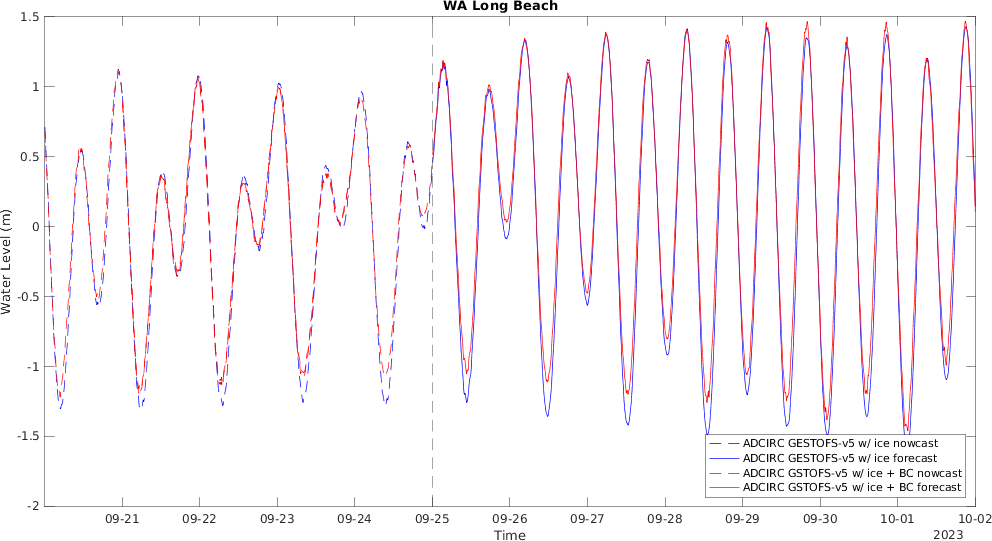 WA Long Beach
1.5
1
0.5
0
-0.5
-1
-1.5
-2
Water Level (m)
ADCIRC GESTOFS-v5 w/ ice nowcast
ADCIRC GESTOFS-v5 w/ ice forecast
ADCIRC GSTOFS-v5 w/ ice + BC nowcast
ADCIRC GSTOFS-v5 w/ ice + BC forecast
09-21 09-22 09-23 09-24 09-25 09-26 09-27 09-28 09-29 09-30 10-01 10-02
Time
2023